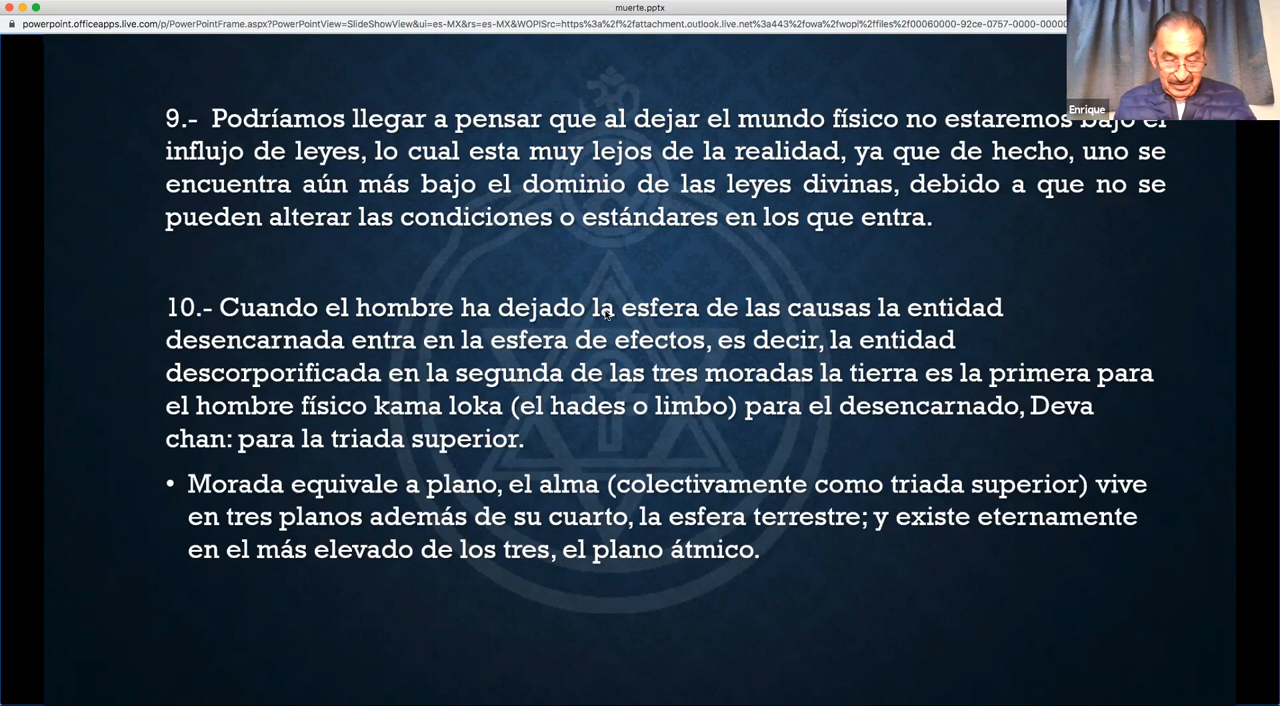 muerte.pptx
https://p/PowerPointFrame.aspx?PowerPointView=SlideShowView&ui=es-MX&rs=es-MX&WOPISrc=https%3a%2f%2fattachment.outlook.live.net%3a443%2fowa%2fwopi%2ffiles%2f00060000-92ce-0757-0000-00000
Enrique
9.- Podríamos llegar a pensar que al dejar el mundo físico no estaremos bajo el
influjo de leyes, lo cual esta muy lejos de la realidad, ya que de hecho, uno se
encuentra aún más bajo el dominio de las leyes divinas, debido a que no se
pueden alterar las condiciones o estándares en los que entra.
10.- Cuando el hombre ha dejado la esfera de las causas la entidad
desencarnada entra en la esfera de efectos, es decir, la entidad
descorporificada en la segunda de las tres moradas la tierra es la primera para
el hombre físico kama loka (el hades o limbo) para el desencarnado, Deva
chan: para la triada superior.
• Morada equivale a plano, el alma (colectivamente como triada superior) vive
en tres planos además de su cuarto, la esfera terrestre; y existe eternamente
en el más elevado de los tres, el plano átmico.